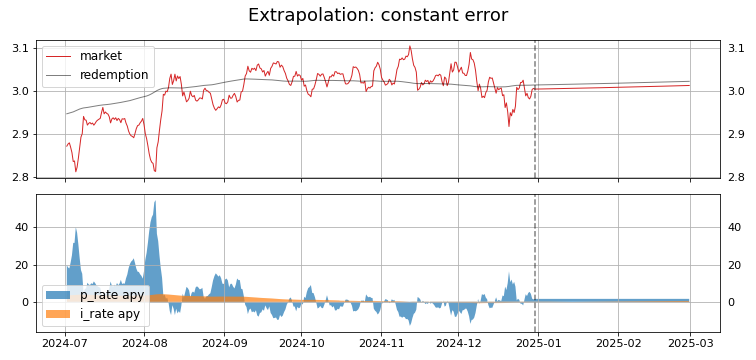 Extrapolation: constant error
3.1 3.1
market
redemption
3.0 3.0
2.9 2.9
2.8 2.8
40 40
20 20
0 0
p_rate apy
i_rate apy
2024-07 2024-08 2024-09 2024-10 2024-11 2024-12 2025-01 2025-02 2025-03